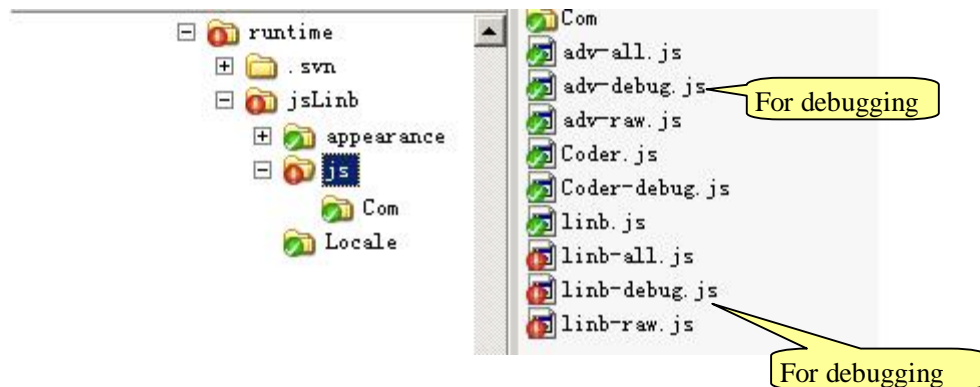 runtime
.svn
jsLinb
appearance
js
Com
Locale
Com
adv-all.js
adv-debug.js
For debugging
adv-raw.js
Coder.js
Coder-debug.js
linb.js
linb-all.js
linb-debug.js
linb-raw.js
For debugging